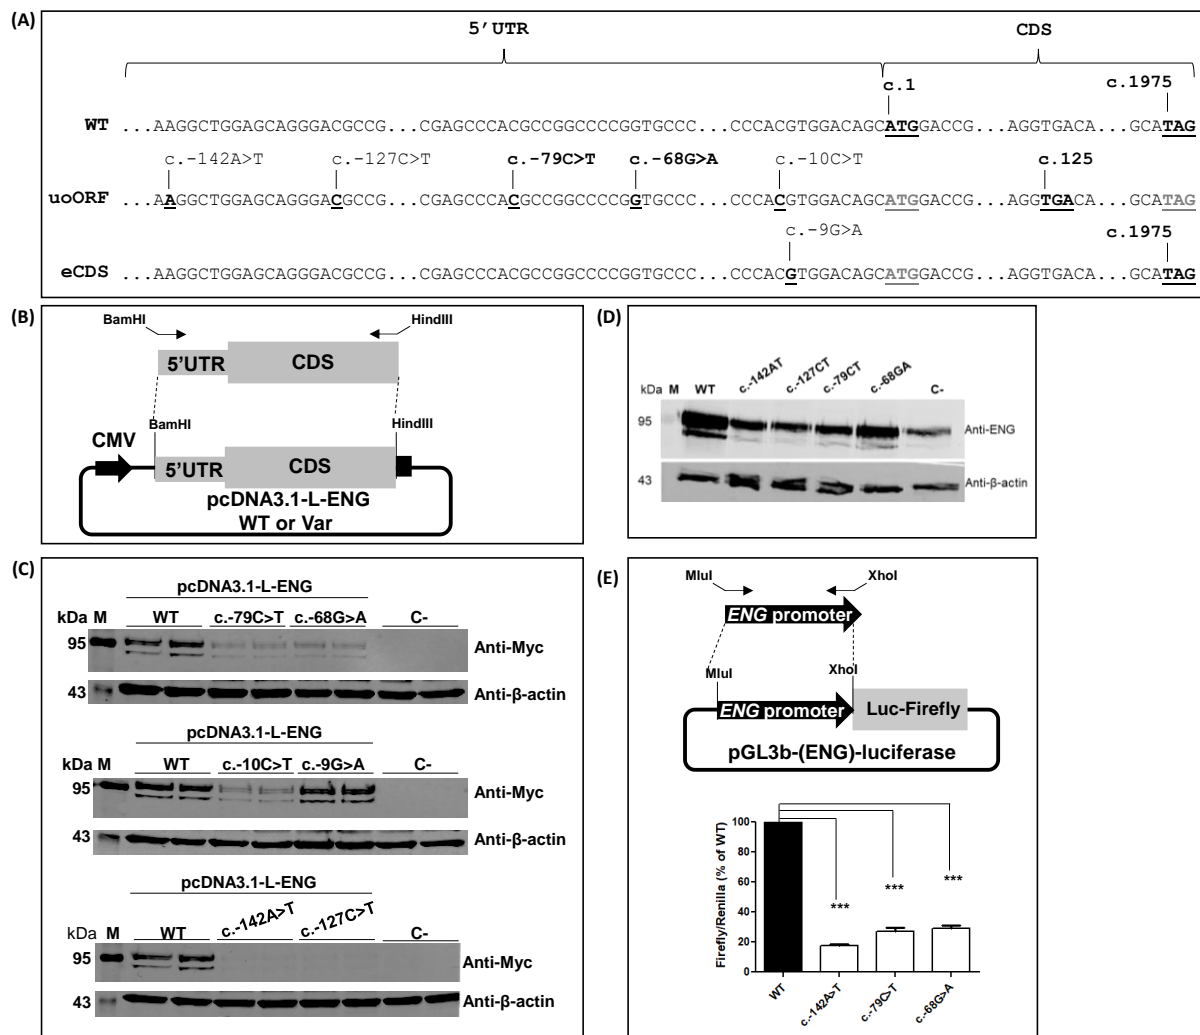 (A)
5'UTR CDS
c.1 c.1975
WT ...AAGGCTGGAGCAGGGACGCCG...CGAGCCCACGCCGGCCCCGGTGCCC...CCCACGTGGACAGCATGGACCG...AGGTGACA...GCATAG
c.-142A>T c.-127C>T c.-79C>T c.-68G>A c.-10C>T c.125
uoORF ...AAGGCTGGAGCAGGGACGCCG...CGAGCCCACGCCGGCCCCGGTGCCC...CCCACGTGGACAGCATGGACCG...AGGTGACA...GCATAG
c.-9G>A c.1975
eCDS ...AAGGCTGGAGCAGGGACGCCG...CGAGCCCACGCCGGCCCCGGTGCCC...CCCACGTGGACAGCATGGACCG...AGGTGACA...GCATAG
(B)
BamHI HindIII
5'UTR CDS
BamHI HindIII
CMV
5'UTR CDS
pcDNA3.1-L-ENG
WT or Var
(C)
pcDNA3.1-L-ENG
kDa M WT c.-79C>T c.-68G>A C-
95 Anti-Myc
43 Anti-β-actin
pcDNA3.1-L-ENG
kDa M WT c.-10C>T c.-9G>A C-
95 Anti-Myc
43 Anti-β-actin
pcDNA3.1-L-ENG
kDa M WT c.-142A>T c.-127C>T C-
95 Anti-Myc
43 Anti-β-actin
(D)
kDa M WT c.-142AT c.-127CT c.-79CT c.-68GA C-
95 Anti-ENG
43 Anti-β-actin
(E)
MluI XhoI
ENG promoter
MluI XhoI
ENG promoter Luc-Firefly
pGL3b-(ENG)-luciferase
Firefly/Renilla (% of WT)
100
80
60
40
20
0
*** *** ***
WT c.-142A>T c.-79C>T c.-68G>A